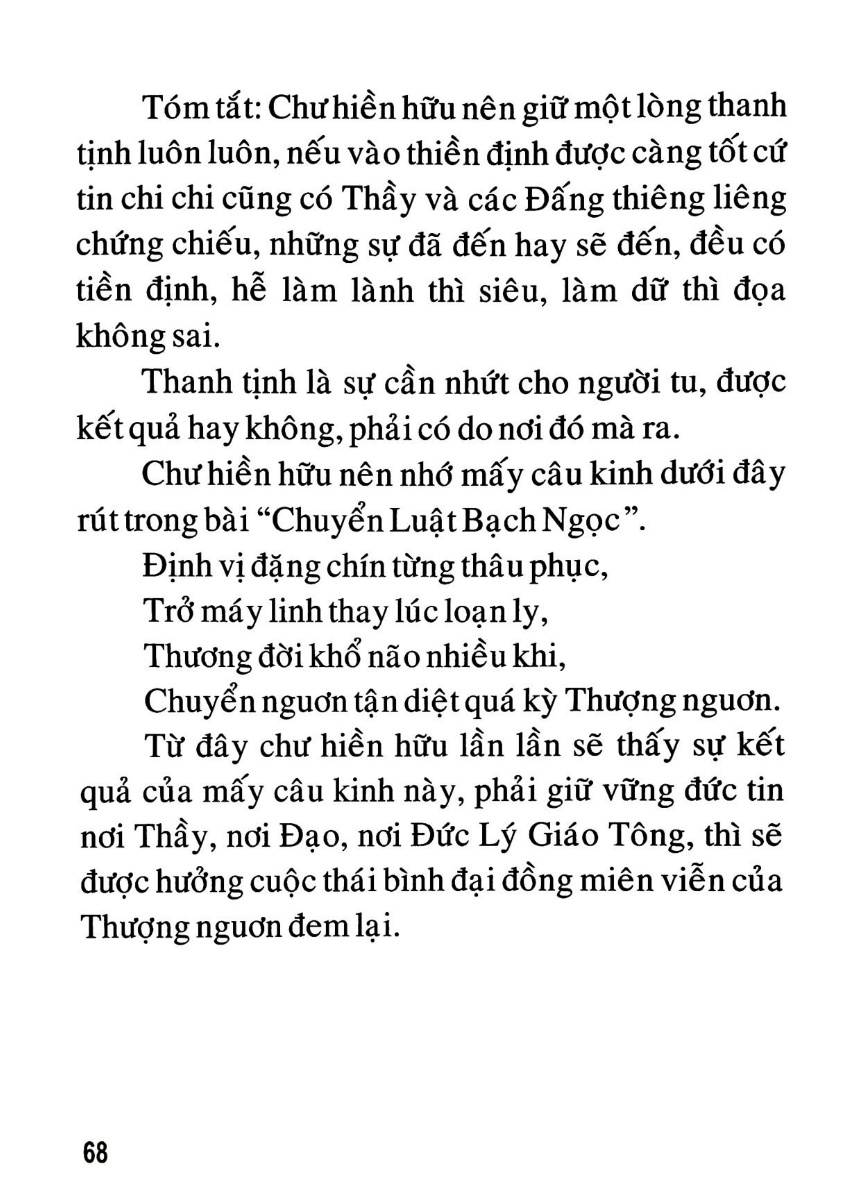 Tóm tắt: Chư hiền hữu nên giữ một lòng thanh
tịnh luôn luôn, nếu vào thiền định được càng tốt cứ
tin chi chi cũng có Thầy và các Đấng thiêng liêng
chứng chiếu, những sự đã đến hay sẽ đến, đều có
tiền định, hễ làm lành thì siêu, làm dữ thì đọa
không sai.
Thanh tịnh là sự cần nhứt cho người tu, được
kết quả hay không, phải có do nơi đó mà ra.
Chư hiền hữu nên nhớ mấy câu kinh dưới đây
rút trong bài “Chuyển Luật Bạch Ngọc”.
Định vị đặng chín từng thâu phục,
Trở máy linh thay lúc loạn ly,
Thương đời khổ não nhiều khi,
Chuyển nguơn tận diệt quá kỳ Thượng nguơn.
Từ đây chư hiền hữu lần lần sẽ thấy sự kết
quả của mấy câu kinh này, phải giữ vững đức tin
nơi Thầy, nơi Đạo, nơi Đức Lý Giáo Tông, thì sẽ
được hưởng cuộc thái bình đại đồng miên viễn của
Thượng nguơn đem lại.
68